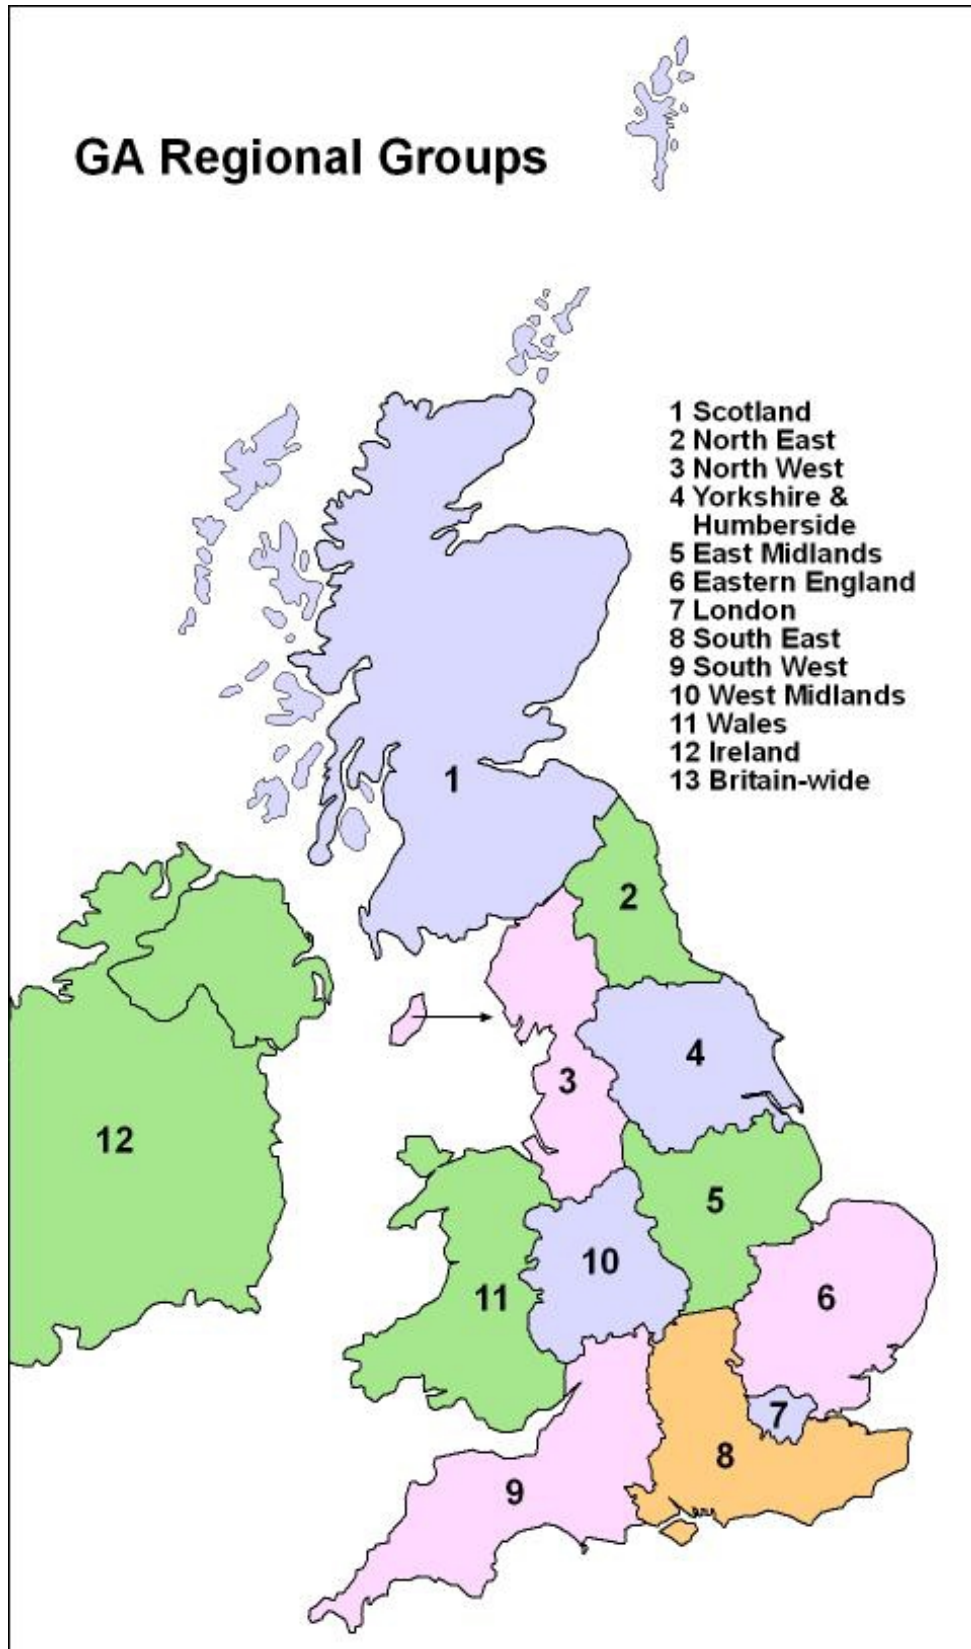 GA Regional Groups
1 Scotland
2 North East
3 North West
4 Yorkshire &
Humberside
5 East Midlands
6 Eastern England
7 London
8 South East
9 South West
10 West Midlands
11 Wales
12 Ireland
13 Britain-wide
1
2
3
4
12
5
10
11
6
7
8
9